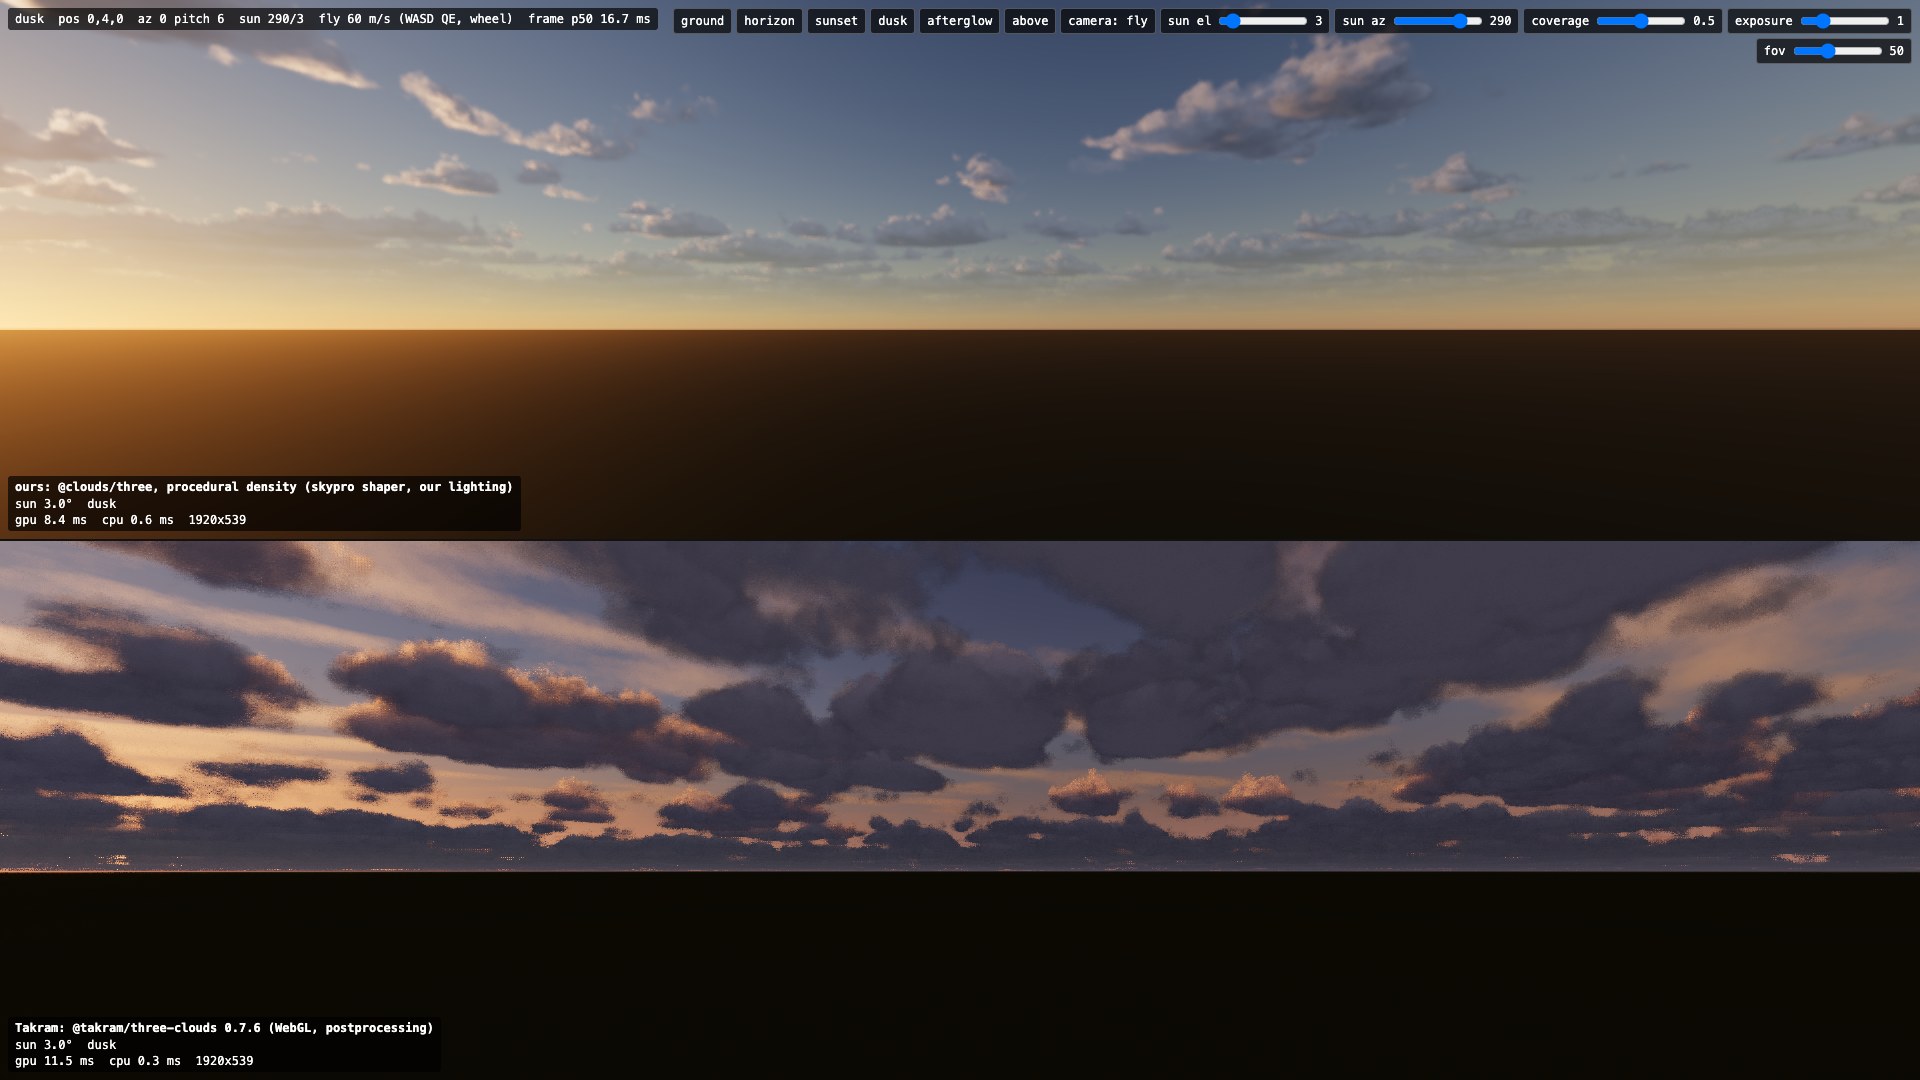 dusk  pos 0,4,0  az 0 pitch 6  sun 290/3  fly 60 m/s (WASD QE, wheel)  frame p50 16.7 ms
ground horizon sunset dusk afterglow above camera: fly sun el 3 sun az 290 coverage 0.5 exposure 1
fov 50
ours: @clouds/three, procedural density (skypro shaper, our lighting)
sun 3.0°  dusk
gpu 8.4 ms  cpu 0.6 ms  1920x539
Takram: @takram/three-clouds 0.7.6 (WebGL, postprocessing)
sun 3.0°  dusk
gpu 11.5 ms  cpu 0.3 ms  1920x539